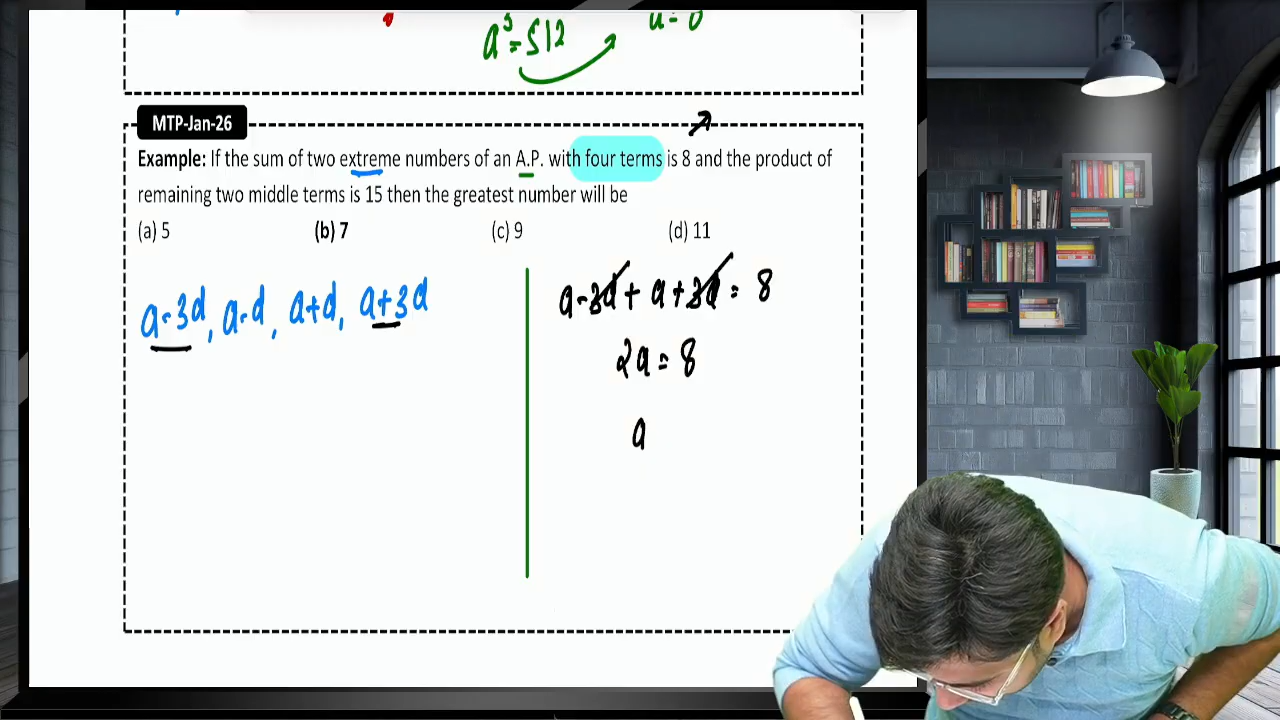 a³=512
MTP-Jan-26
Example: If the sum of two extreme numbers of an A.P. with four terms is 8 and the product of
remaining two middle terms is 15 then the greatest number will be
(a) 5 (b) 7 (c) 9 (d) 11
a-3d, a-d, a+d, a+3d
a-3d+ a+3d= 8
2a= 8
a